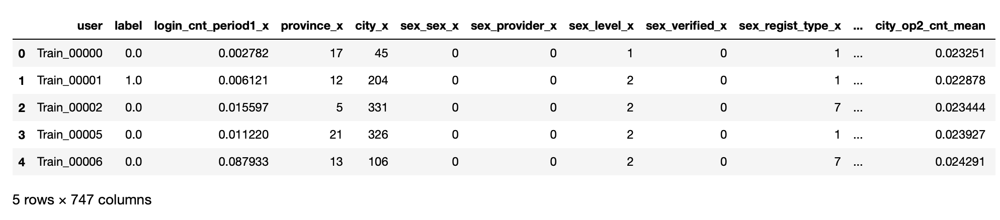 user label login_cnt_period1_x province_x city_x sex_sex_x sex_provider_x sex_level_x sex_verified_x sex_regist_type_x ... city_op2_cnt_mean
0 Train_00000 0.0 0.002782 17 45 0 0 1 0 1 ... 0.023251
1 Train_00001 1.0 0.006121 12 204 0 0 2 0 1 ... 0.022878
2 Train_00002 0.0 0.015597 5 331 0 0 2 0 7 ... 0.023444
3 Train_00005 0.0 0.011220 21 326 0 0 2 0 1 ... 0.023927
4 Train_00006 0.0 0.087933 13 106 0 0 2 0 7 ... 0.024291
5 rows × 747 columns